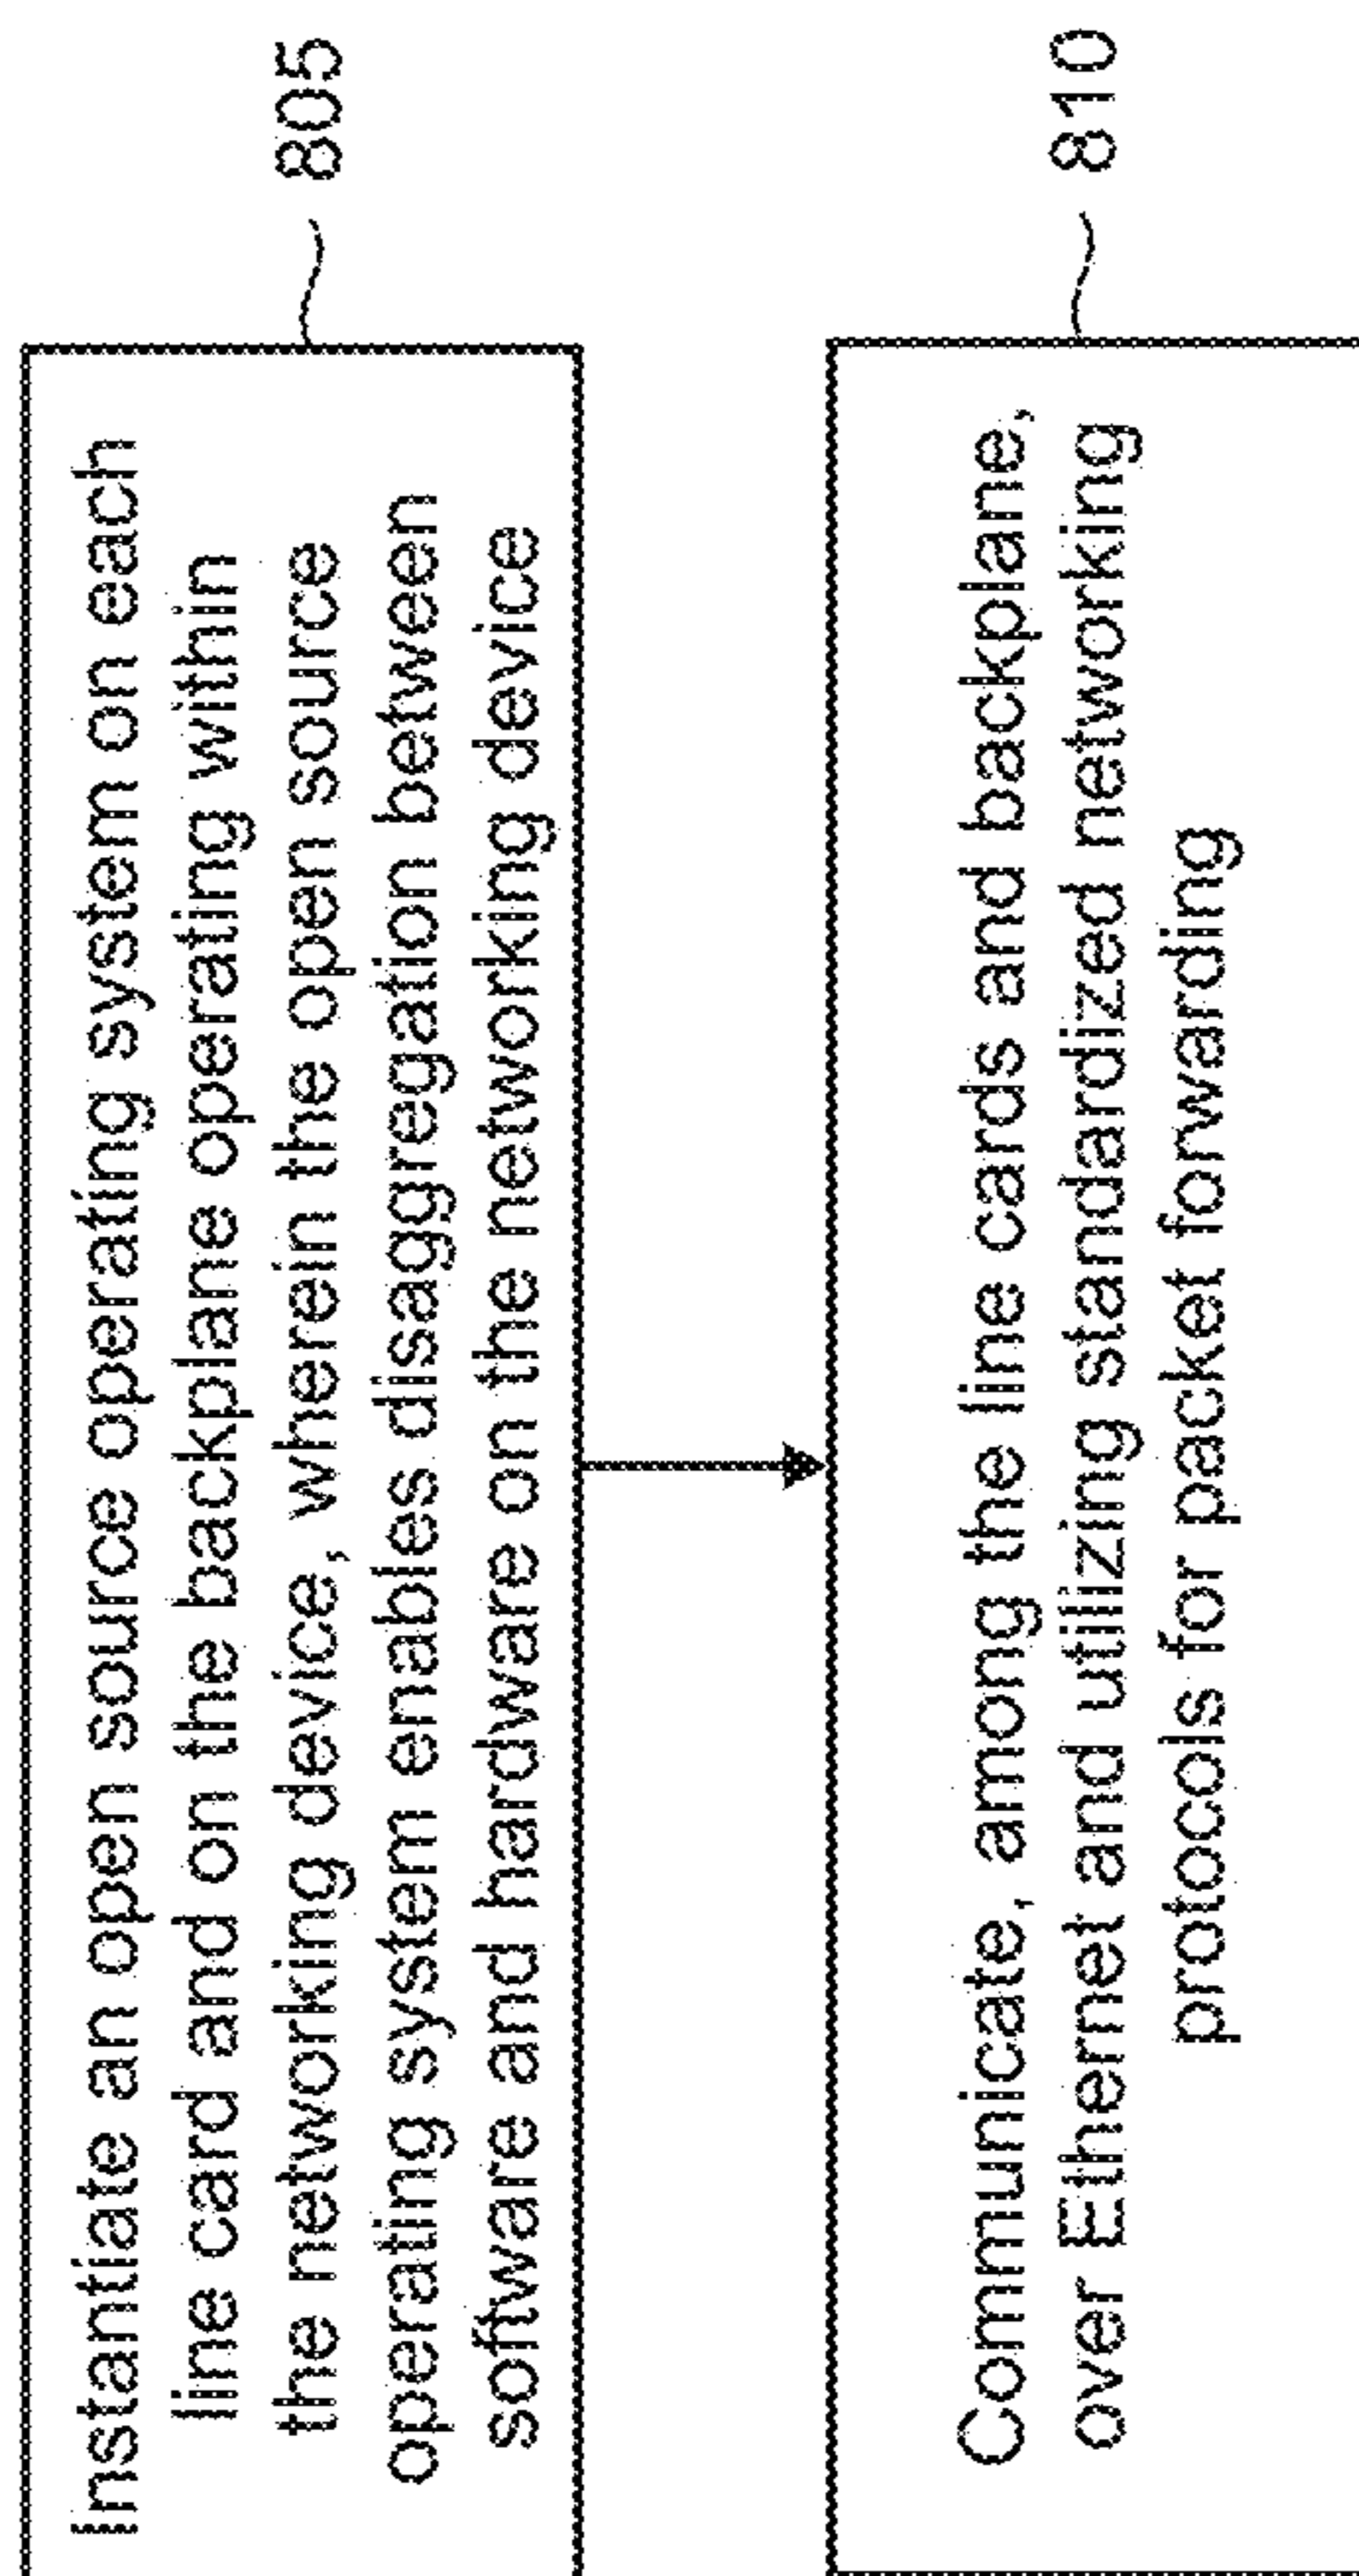 Instantiate an open source operating system on each
line card and on the backplane operating within
the networking device, wherein the open source
operating system enables disaggregation between
software and hardware on the networking device
805
Communicate, among the line cards and backplane,
over Ethernet and utilizing standardized networking
protocols for packet forwarding
810